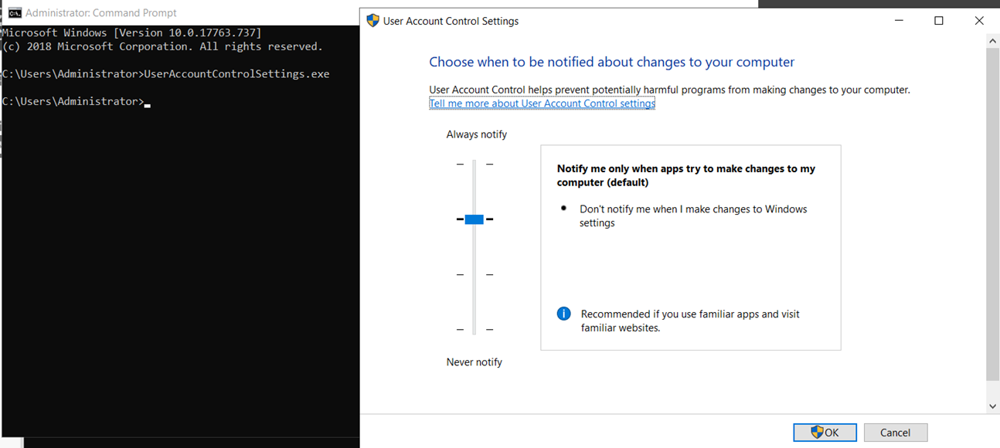 Administrator: Command Prompt
Microsoft Windows [Version 10.0.17763.737]
(c) 2018 Microsoft Corporation. All rights reserved.
C:\Users\Administrator>UserAccountControlSettings.exe
C:\Users\Administrator>
User Account Control Settings
Choose when to be notified about changes to your computer
User Account Control helps prevent potentially harmful programs from making changes to your computer.
Tell me more about User Account Control settings
Always notify
Notify me only when apps try to make changes to my
computer (default)
Don't notify me when I make changes to Windows
settings
Recommended if you use familiar apps and visit
familiar websites.
Never notify
OK
Cancel